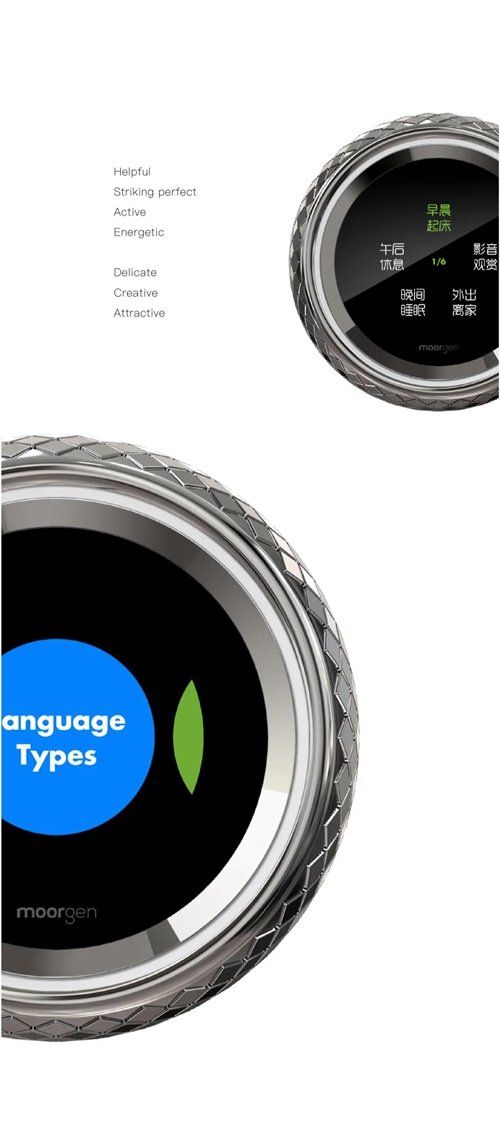 Helpful
Striking perfect
Active
Energetic
Delicate
Creative
Attractive
早晨
起床
午后
休息
1/6
影音
观赏
晚间
睡眠
外出
离家
moorgen
anguage
Types
moorgen